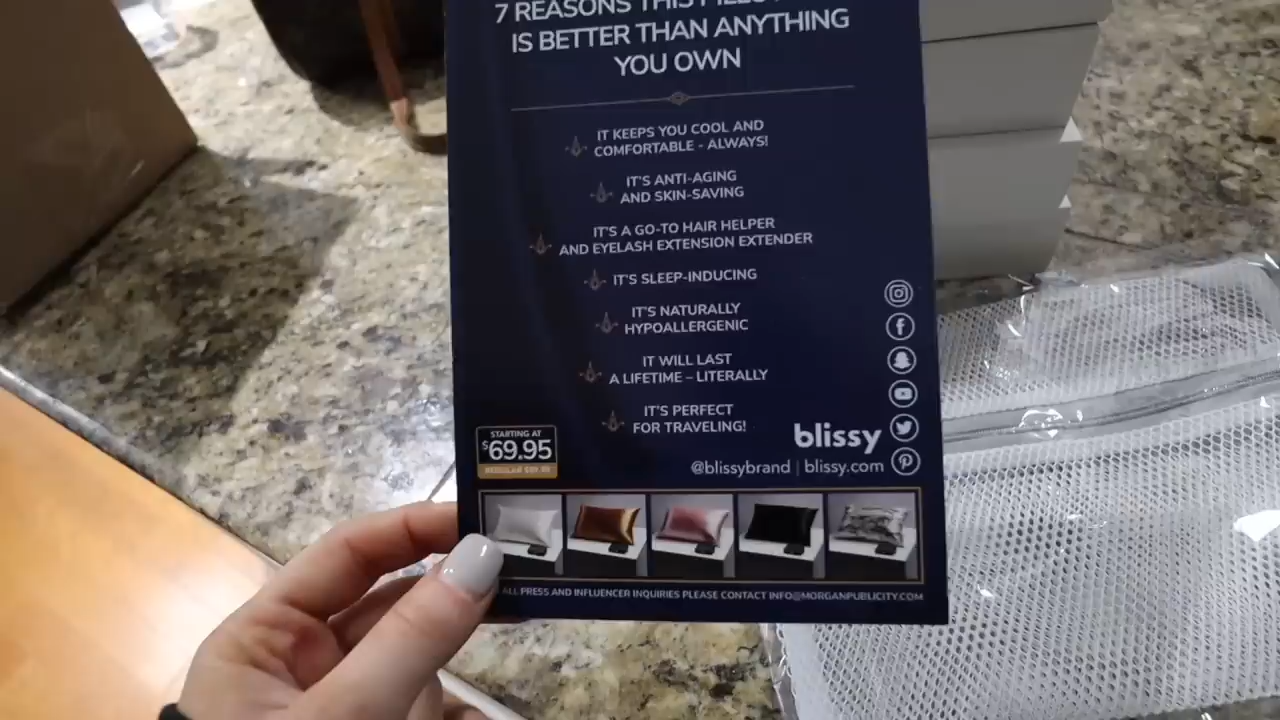 7 REASONS THIS
IS BETTER THAN ANYTHING
YOU OWN
IT KEEPS YOU COOL AND
COMFORTABLE - ALWAYS!
IT'S ANTI-AGING
AND SKIN-SAVING
IT'S A GO-TO HAIR HELPER
AND EYELASH EXTENSION EXTENDER
IT'S SLEEP-INDUCING
IT'S NATURALLY
HYPOALLERGENIC
IT WILL LAST
A LIFETIME – LITERALLY
IT'S PERFECT
FOR TRAVELING!
STARTING AT
$69.95
blissy
@blissybrand | blissy.com
ALL PRESS AND INFLUENCER INQUIRIES PLEASE CONTACT INFO@MORGANPUBLICITY.COM